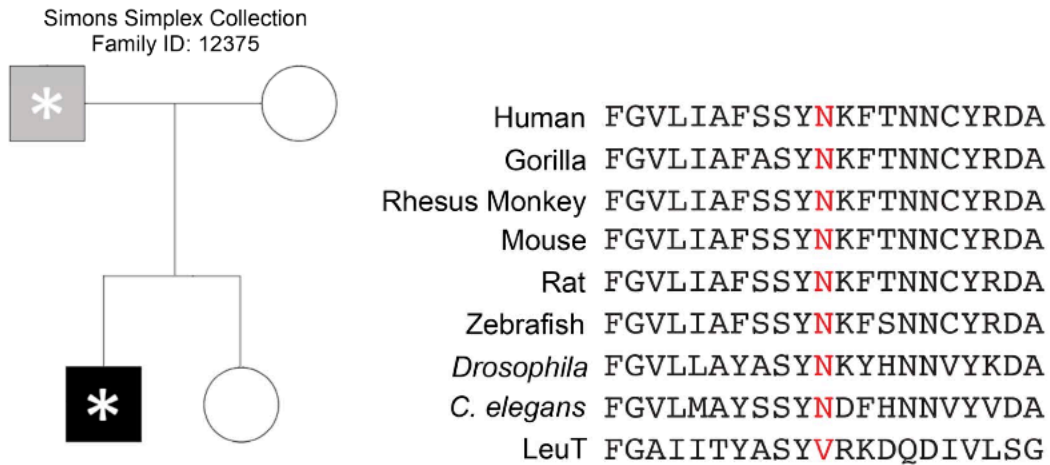 Simons Simplex Collection
Family ID: 12375
*
*
Human FGVLIAFSSYNKFTNNCYRDA
Gorilla FGVLIAFASYNKFTNNCYRDA
Rhesus Monkey FGVLIAFSSYNKFTNNCYRDA
Mouse FGVLIAFSSYNKFTNNCYRDA
Rat FGVLIAFSSYNKFTNNCYRDA
Zebrafish FGVLIAFSSYNKFSNNCYRDA
Drosophila FGVLLAYASYNKYHNNVYKDA
C. elegans FGVLMAYSSYNDFHNNVYVDA
LeuT FGAIITYASYVRKDQDIVLSG